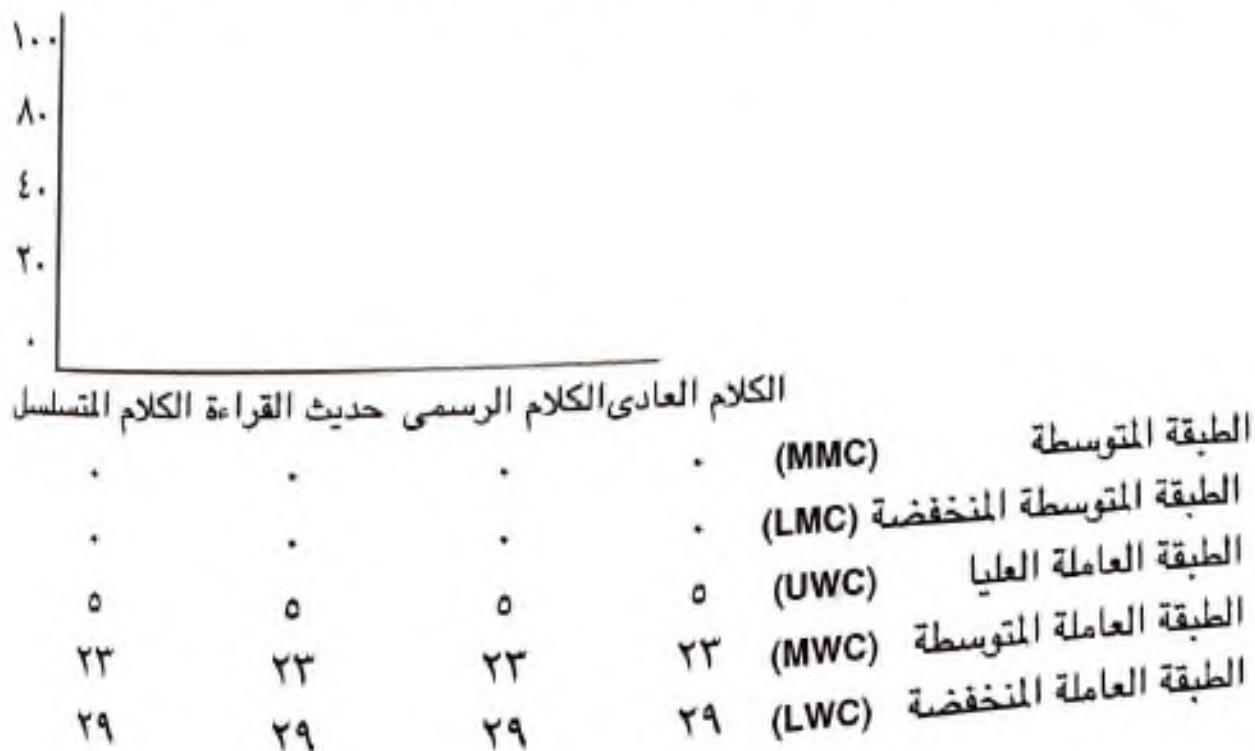 ١٠٠
٨٠
٤٠
٢٠
٠
الكلام العادى الكلام الرسمى حديث القراءة الكلام المتسلسل
الطبقة المتوسطة (MMC) ٠ ٠ ٠ ٠
الطبقة المتوسطة المنخفضة (LMC) ٠ ٠ ٠ ٠
الطبقة العاملة العليا (UWC) ٥ ٥ ٥ ٥
الطبقة العاملة المتوسطة (MWC) ٢٣ ٢٣ ٢٣ ٢٣
الطبقة العاملة المنخفضة (LWC) ٢٩ ٢٩ ٢٩ ٢٩